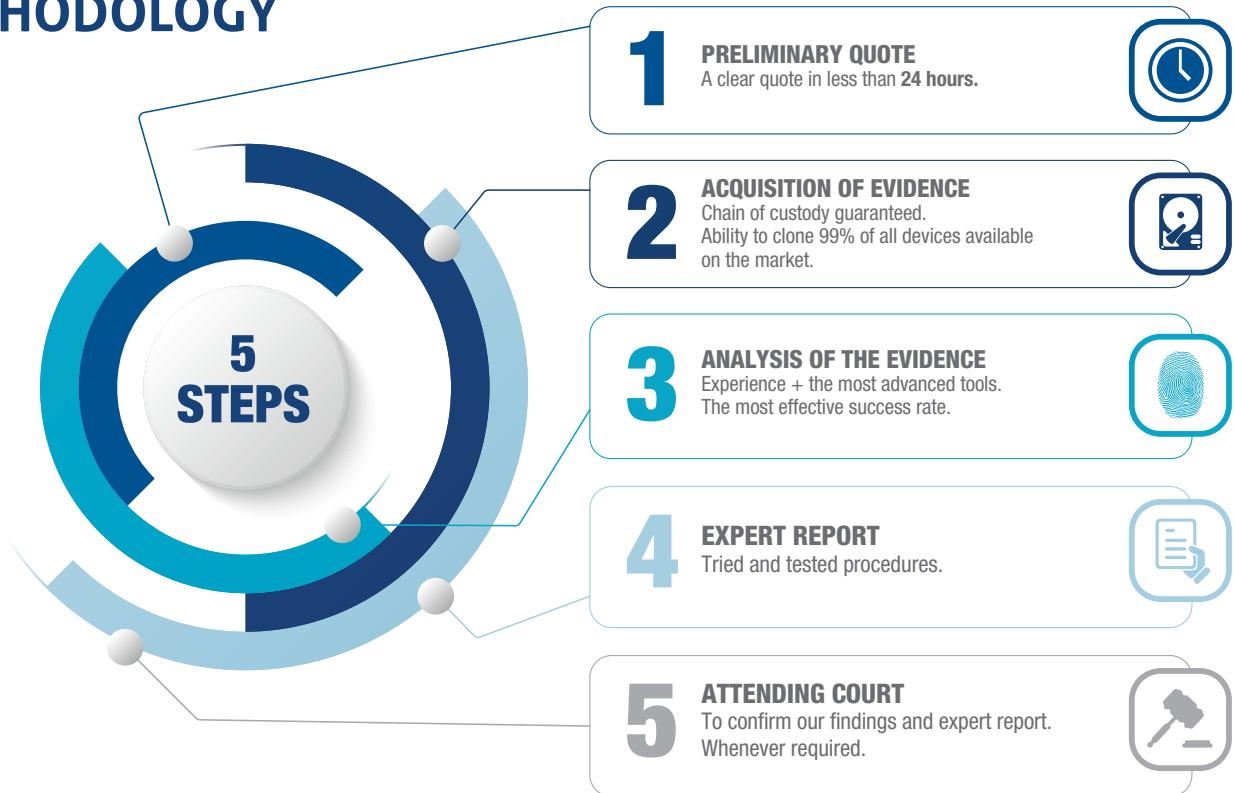 HODOLOGY
5
STEPS
1
PRELIMINARY QUOTE
A clear quote in less than 24 hours.
2
ACQUISITION OF EVIDENCE
Chain of custody guaranteed.
Ability to clone 99% of all devices available
on the market.
3
ANALYSIS OF THE EVIDENCE
Experience + the most advanced tools.
The most effective success rate.
4
EXPERT REPORT
Tried and tested procedures.
5
ATTENDING COURT
To confirm our findings and expert report.
Whenever required.